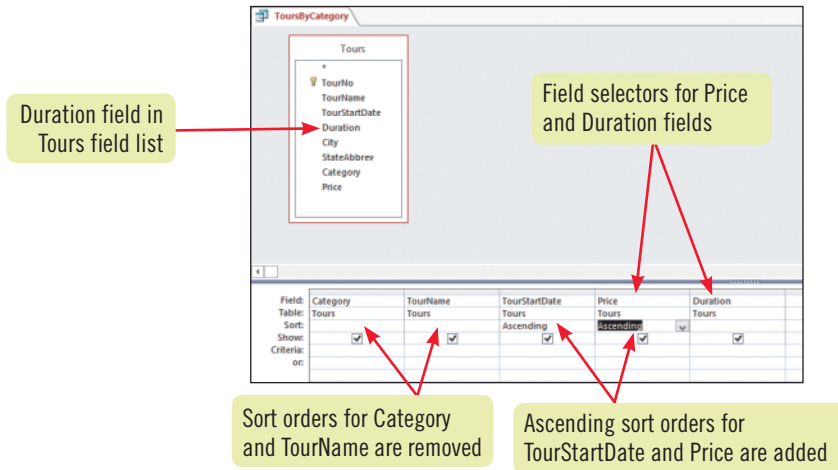 ToursByCategory
Tours
*
TourNo
TourName
TourStartDate
Duration
City
StateAbbrev
Category
Price
Duration field in
Tours field list
Field selectors for Price
and Duration fields
Field: Category TourName TourStartDate Price Duration
Table: Tours Tours Tours Tours Tours
Sort: Ascending Ascending
Show:
Criteria:
or:
Sort orders for Category
and TourName are removed
Ascending sort orders for
TourStartDate and Price are added